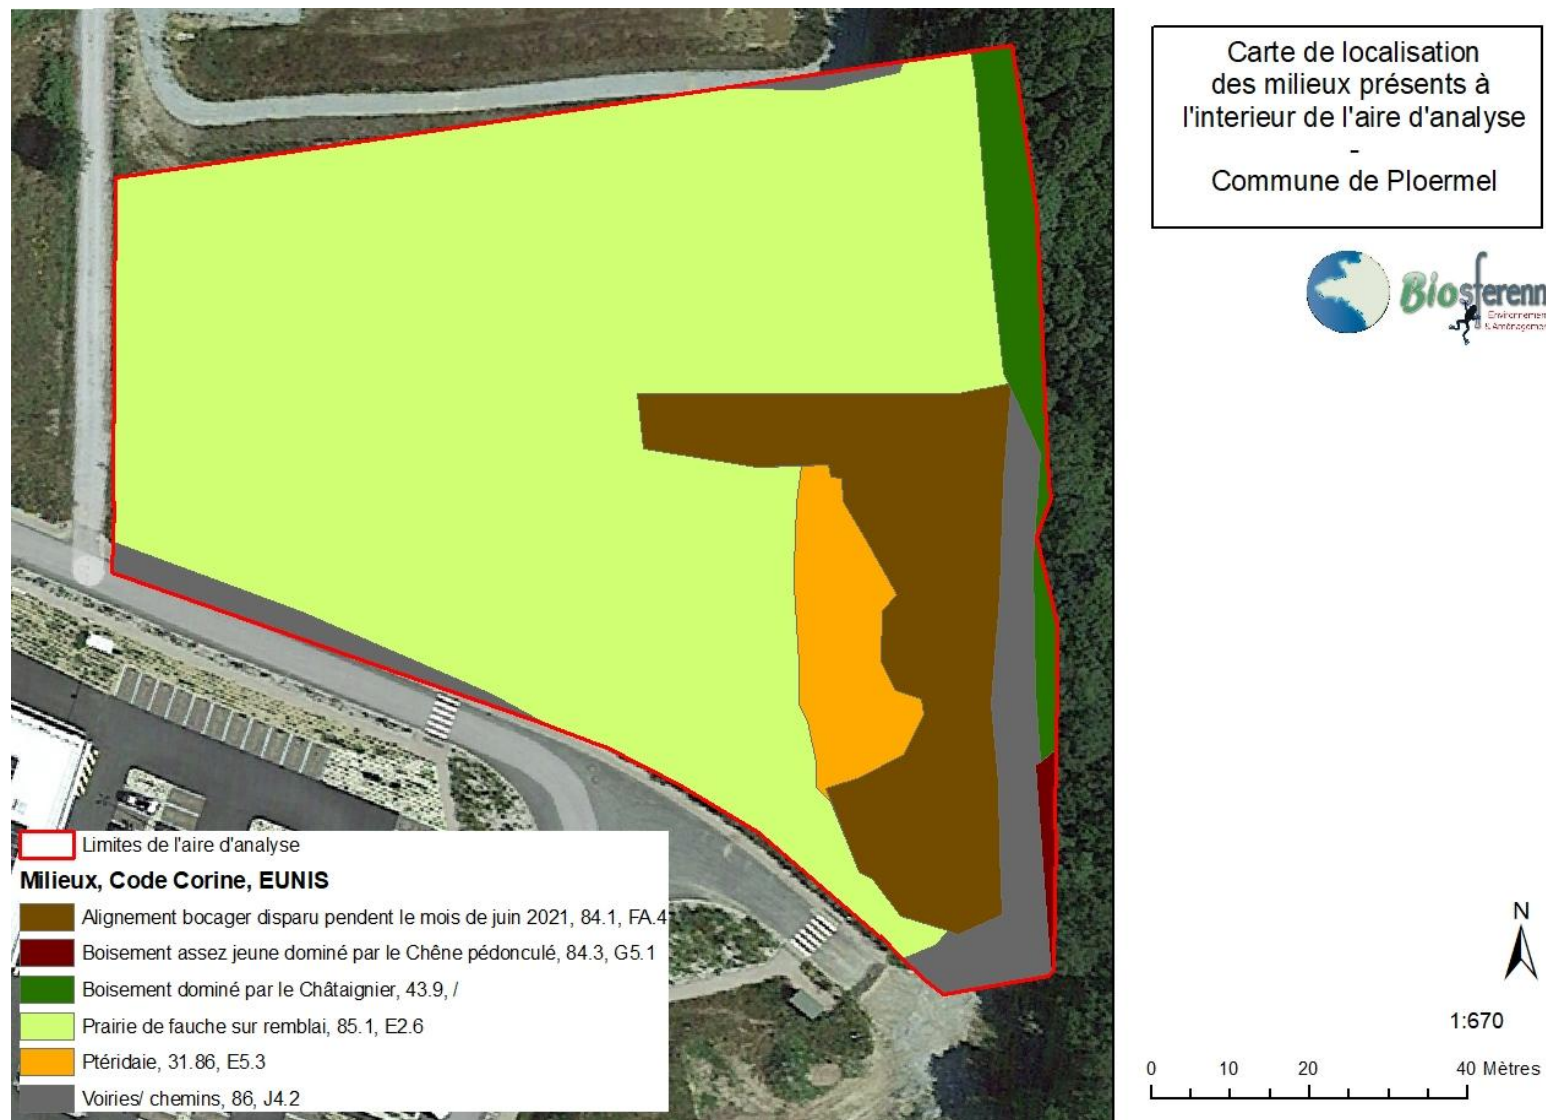 Carte de localisation
des milieux présents à
l'interieur de l'aire d'analyse
-
Commune de Ploermel
Biosferenn
Environnemen
& Aménagemen
Limites de l'aire d'analyse
Milieux, Code Corine, EUNIS
Alignement bocager disparu pendent le mois de juin 2021, 84.1, FA.4
Boisement assez jeune dominé par le Chêne pédonculé, 84.3, G5.1
Boisement dominé par le Châtaignier, 43.9, /
Prairie de fauche sur remblai, 85.1, E2.6
Ptéridaie, 31.86, E5.3
Voiries/ chemins, 86, J4.2
N
1:670
0 10 20 40 Mètres